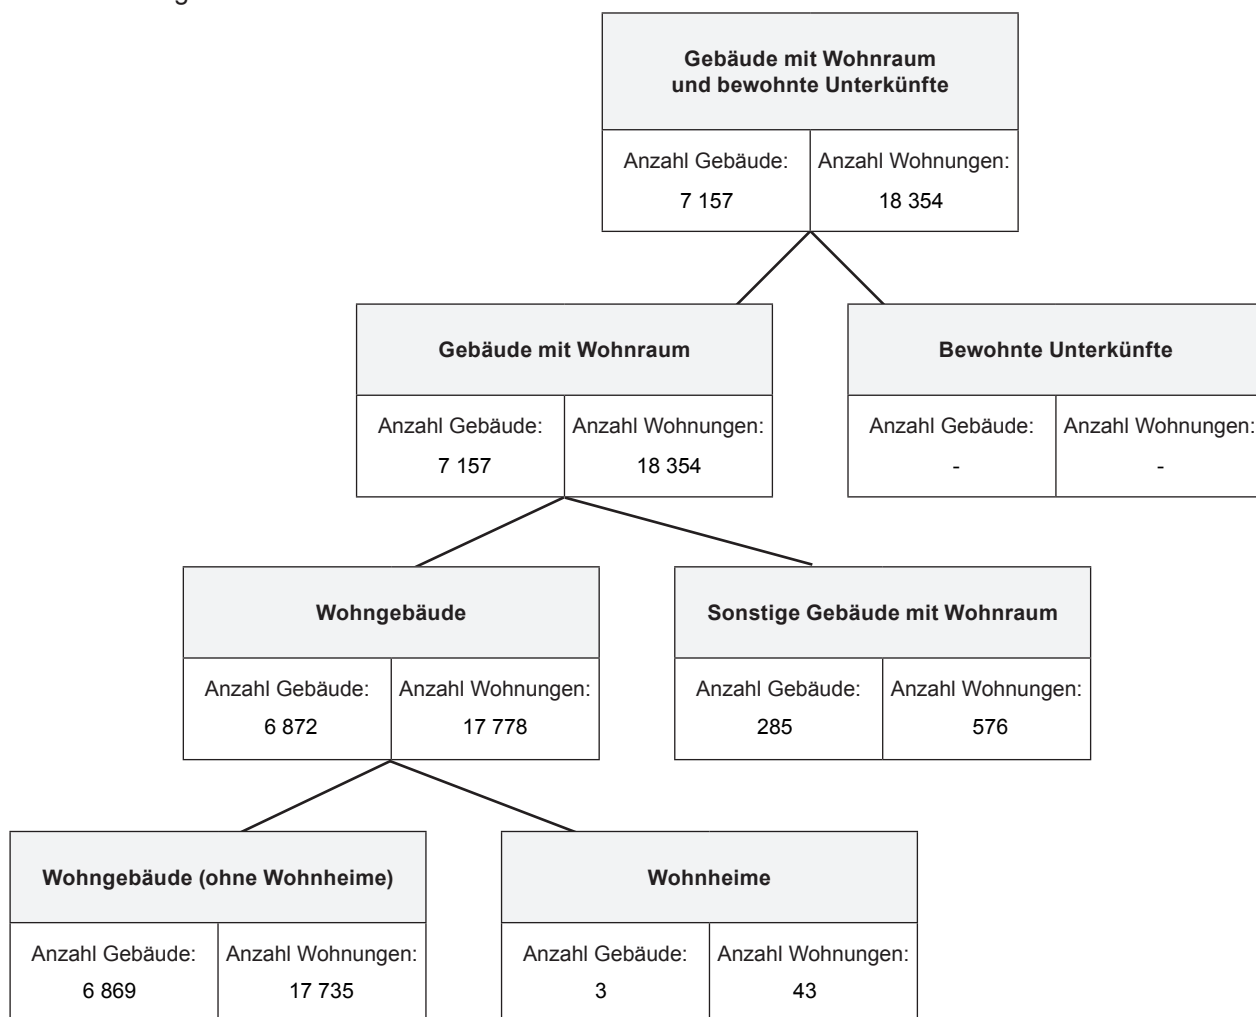 Gebäude mit Wohnraum
und bewohnte Unterkünfte
Anzahl Gebäude: Anzahl Wohnungen:
7 157 18 354
Gebäude mit Wohnraum
Anzahl Gebäude: Anzahl Wohnungen:
7 157 18 354
Bewohnte Unterkünfte
Anzahl Gebäude: Anzahl Wohnungen:
- -
Wohngebäude
Anzahl Gebäude: Anzahl Wohnungen:
6 872 17 778
Sonstige Gebäude mit Wohnraum
Anzahl Gebäude: Anzahl Wohnungen:
285 576
Wohngebäude (ohne Wohnheime)
Anzahl Gebäude: Anzahl Wohnungen:
6 869 17 735
Wohnheime
Anzahl Gebäude: Anzahl Wohnungen:
3 43